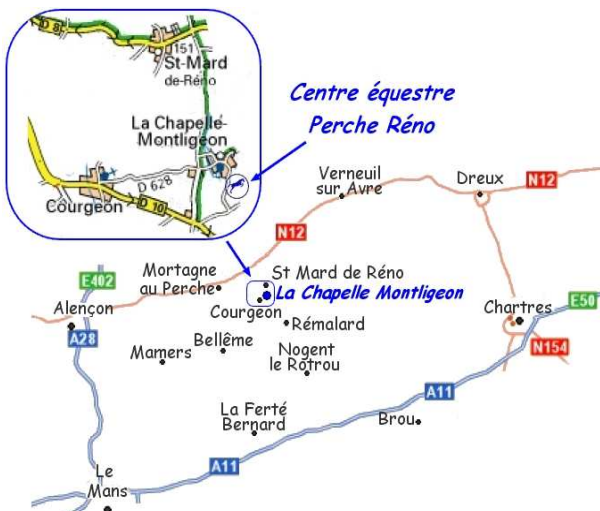 D 8
151
St-Mard
de-Réno
La Chapelle-
Montligeon
D 628
Courgeon
D 10
Centre équestre
Perche Réno
Verneuil
sur Avre
Dreux
N12
N12
E402
Mortagne
au Perche
St Mard de Réno
La Chapelle Montligeon
Courgeon
Alençon
Rémalard
Chartres
E50
A28
Mamers
Bellême
Nogent
le Rotrou
N154
A11
La Ferté
Bernard
Brou
A11
Le
Mans